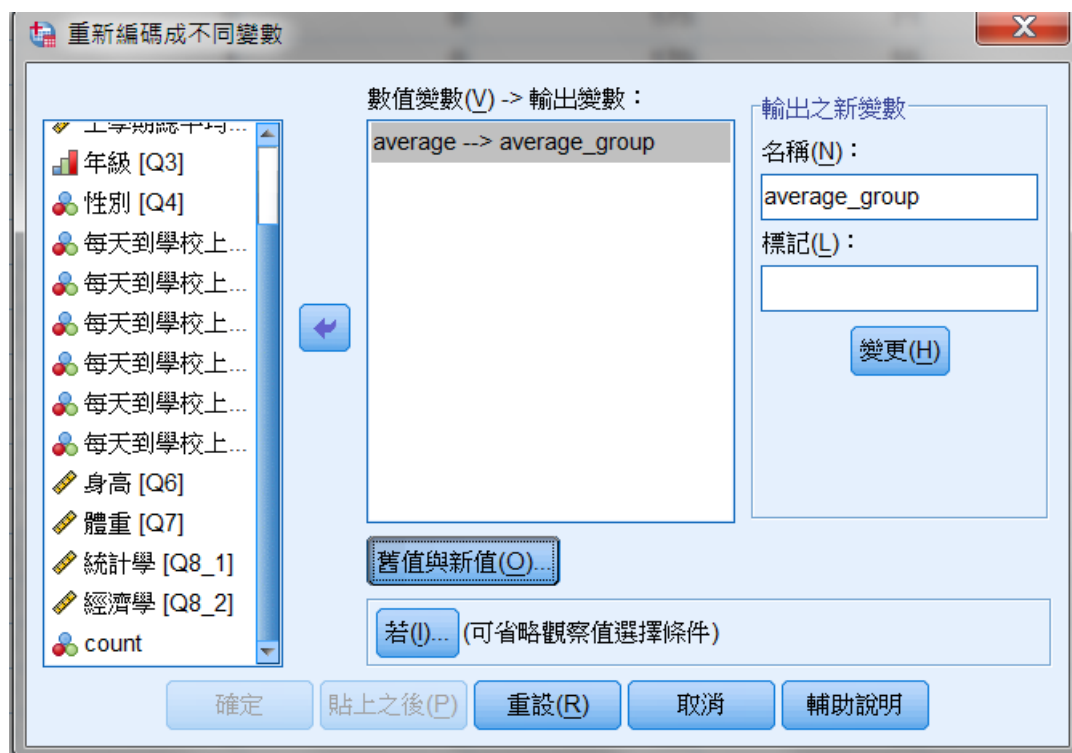 重新編碼成不同變數
年級 [Q3]
性別 [Q4]
每天到學校上...
每天到學校上...
每天到學校上...
每天到學校上...
每天到學校上...
每天到學校上...
身高 [Q6]
體重 [Q7]
統計學 [Q8_1]
經濟學 [Q8_2]
count
數值變數(V) -> 輸出變數：
average --> average_group
舊值與新值(O)...
若(I)... (可省略觀察值選擇條件)
輸出之新變數
名稱(N)：
average_group
標記(L)：
變更(H)
確定
貼上之後(P)
重設(R)
取消
輔助說明